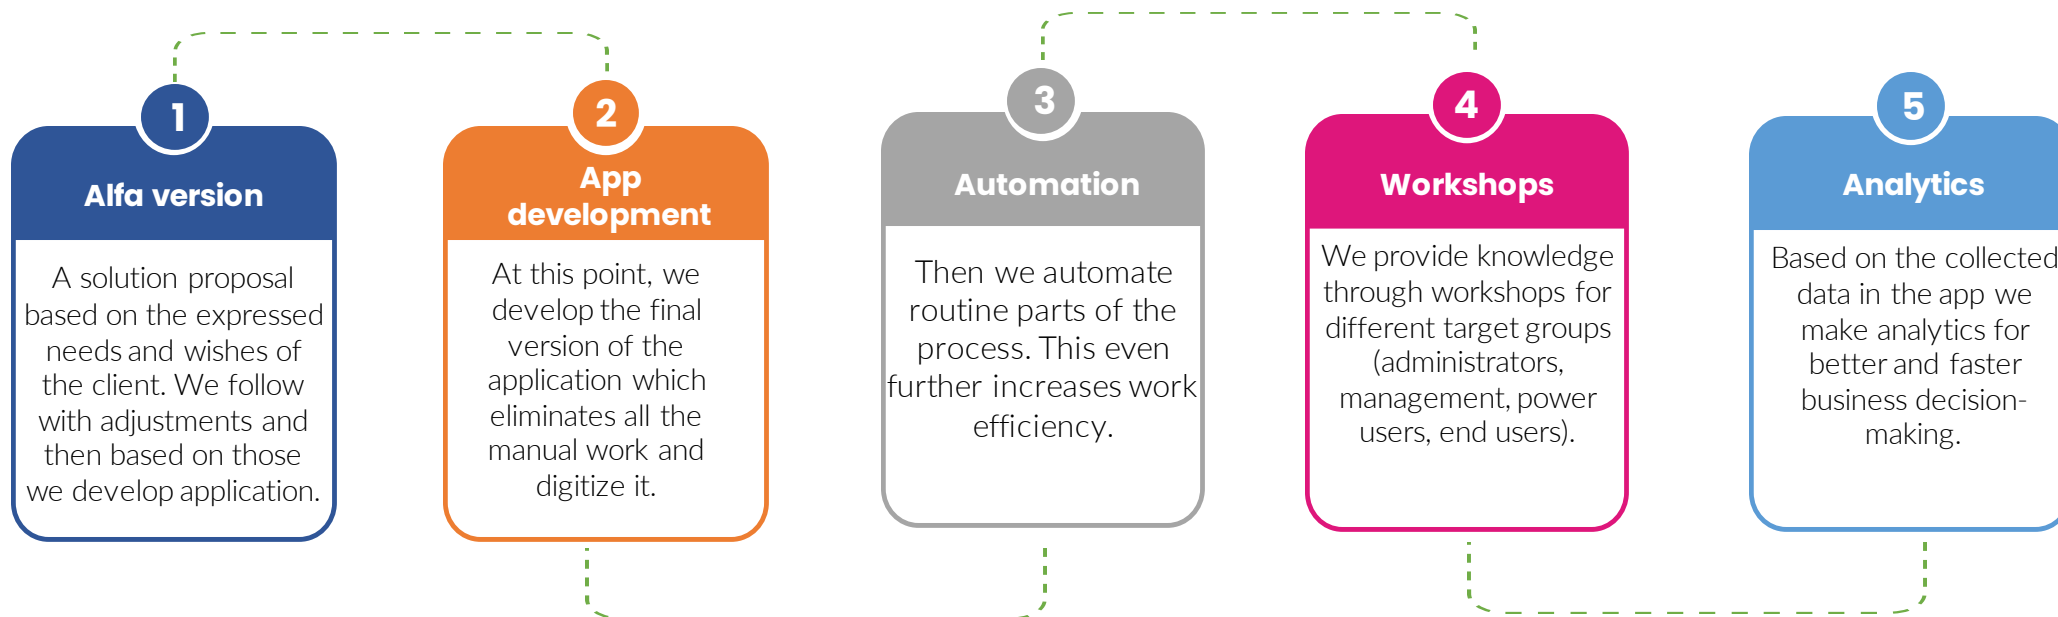 1
Alfa version
A solution proposal
based on the expressed
needs and wishes of
the client. We follow
with adjustments and
then based on those
we develop application.
2
App
development
At this point, we
develop the final
version of the
application which
eliminates all the
manual work and
digitize it.
3
Automation
Then we automate
routine parts of the
process. This even
further increases work
efficiency.
4
Workshops
We provide knowledge
through workshops for
different target groups
(administrators,
management, power
users, end users).
5
Analytics
Based on the collected
data in the app we
make analytics for
better and faster
business decision-
making.